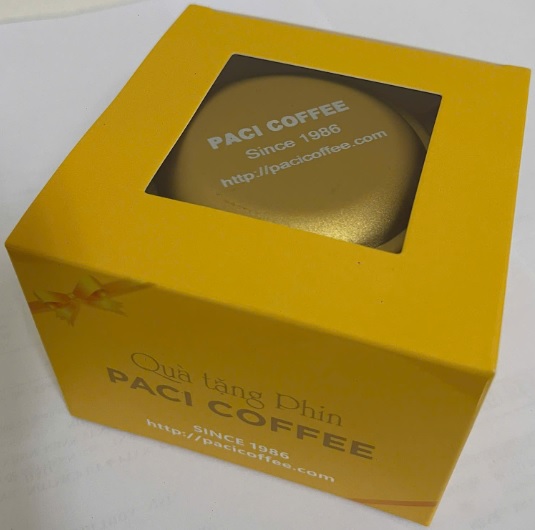 PACI COFFEE
Since 1986
http://pacicoffee.com
Quà tặng Phin
PACI COFFEE
SINCE 1986
http://pacicoffee.com